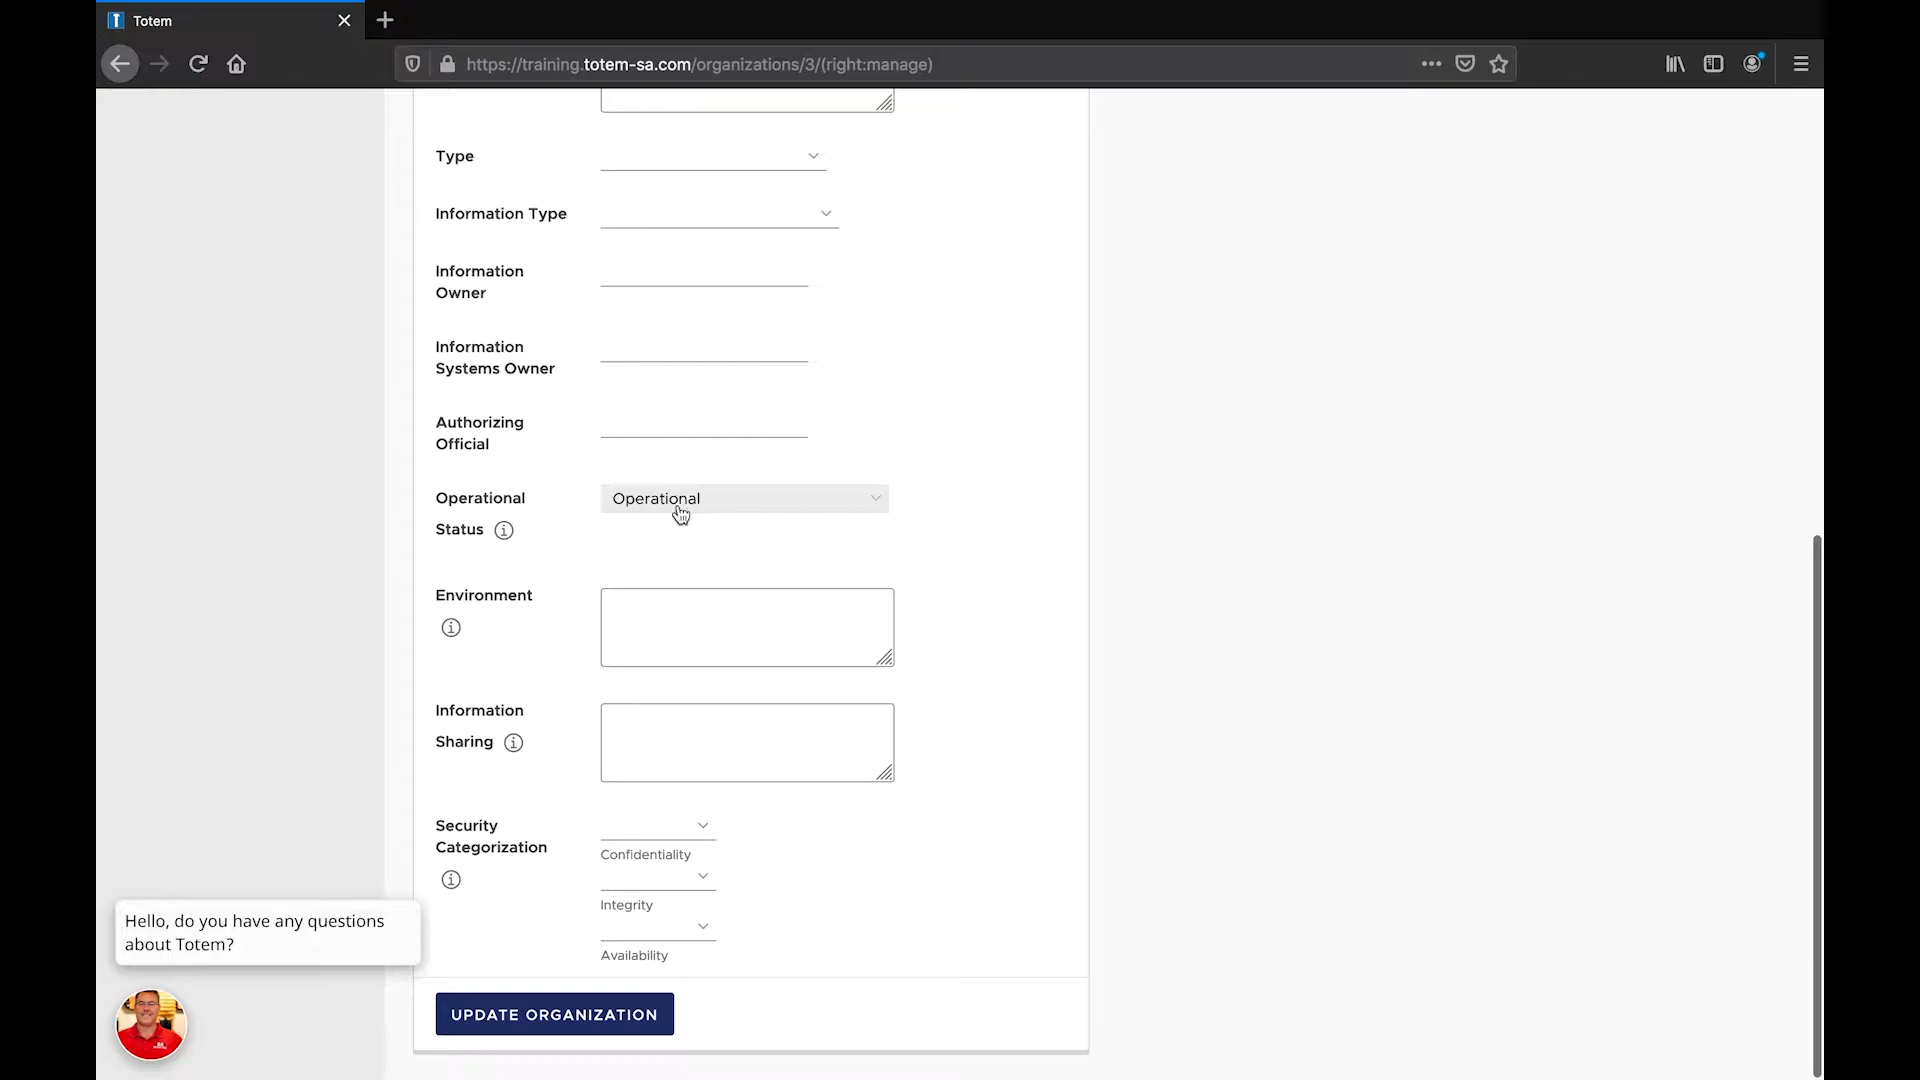 Totem
https://training.totem-sa.com/organizations/3/(right:manage)
Type
Information Type
Information
Owner
Information
Systems Owner
Authorizing
Official
Operational
Status
Operational
Environment
Information
Sharing
Security
Categorization
Confidentiality
Integrity
Availability
Hello, do you have any questions
about Totem?
UPDATE ORGANIZATION